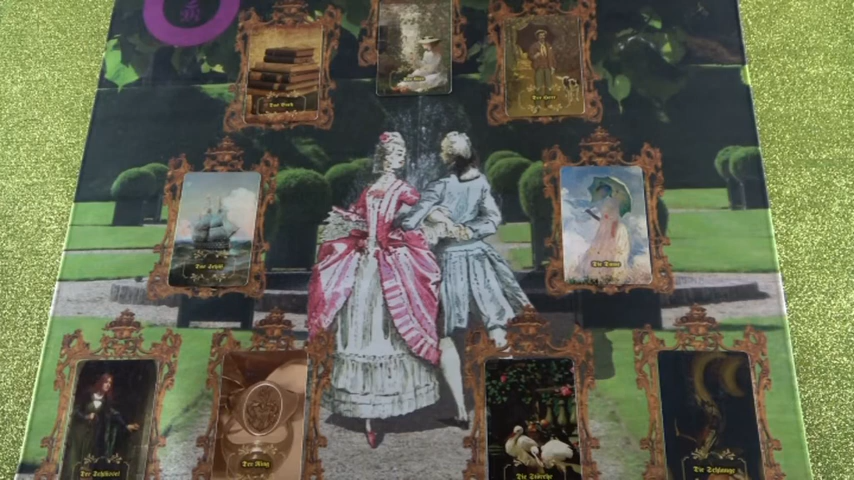 Das Buch
Der Herr
Das Schiff
Die Dame
Der Schlüssel
Der Ring
Die Störche
Die Schlange